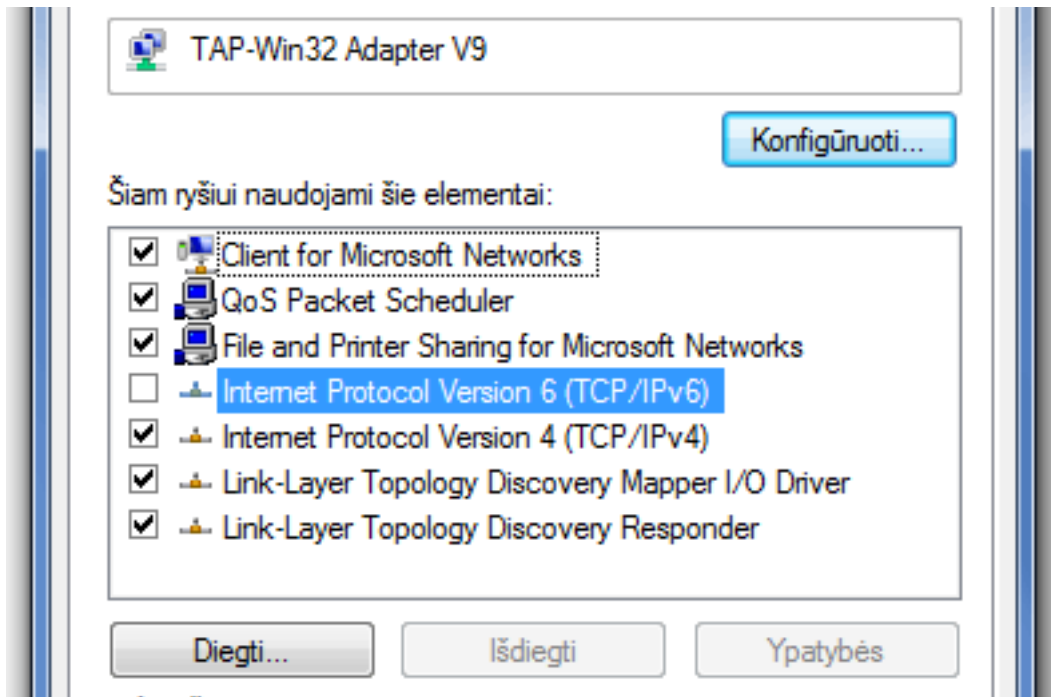 TAP-Win32 Adapter V9
Konfigūruoti...
Šiam ryšiui naudojami šie elementai:
Client for Microsoft Networks
QoS Packet Scheduler
File and Printer Sharing for Microsoft Networks
Internet Protocol Version 6 (TCP/IPv6)
Internet Protocol Version 4 (TCP/IPv4)
Link-Layer Topology Discovery Mapper I/O Driver
Link-Layer Topology Discovery Responder
Diegti... Išdiegti Ypatybės